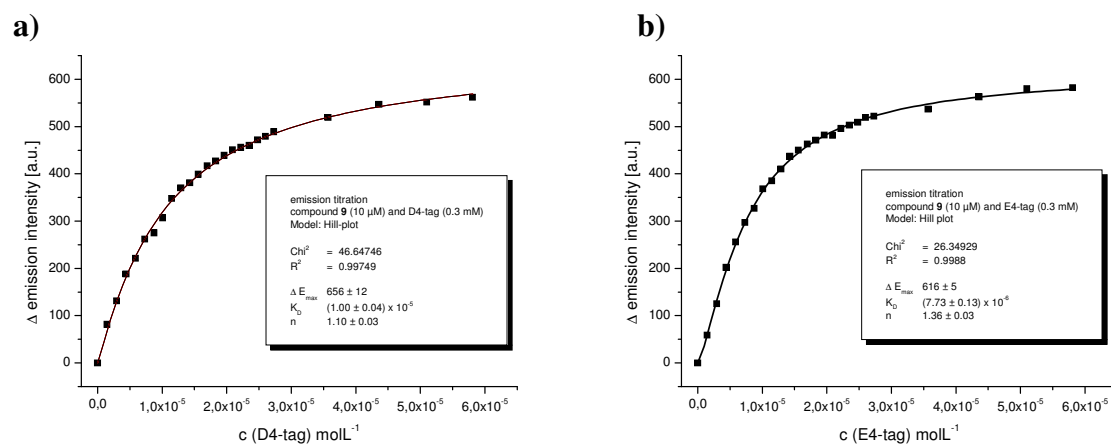 a)
Δ emission intensity [a.u.]
600
500
400
300
200
100
0
emission titration
compound 9 (10 µM) and D4-tag (0.3 mM)
Model: Hill-plot
Chi² = 46.64746
R² = 0.99749
Δ E_max 656 ± 12
K_D (1.00 ± 0.04) x 10⁻⁵
n 1.10 ± 0.03
0,0 1,0x10⁻⁵ 2,0x10⁻⁵ 3,0x10⁻⁵ 4,0x10⁻⁵ 5,0x10⁻⁵ 6,0x10⁻⁵
c (D4-tag) molL⁻¹
b)
Δ emission intensity [a.u.]
600
500
400
300
200
100
0
emission titration
compound 9 (10 µM) and E4-tag (0.3 mM)
Model: Hill plot
Chi² = 26.34929
R² = 0.9988
Δ E_max 616 ± 5
K_D (7.73 ± 0.13) x 10⁻⁶
n 1.36 ± 0.03
0,0 1,0x10⁻⁵ 2,0x10⁻⁵ 3,0x10⁻⁵ 4,0x10⁻⁵ 5,0x10⁻⁵ 6,0x10⁻⁵
c (E4-tag) molL⁻¹